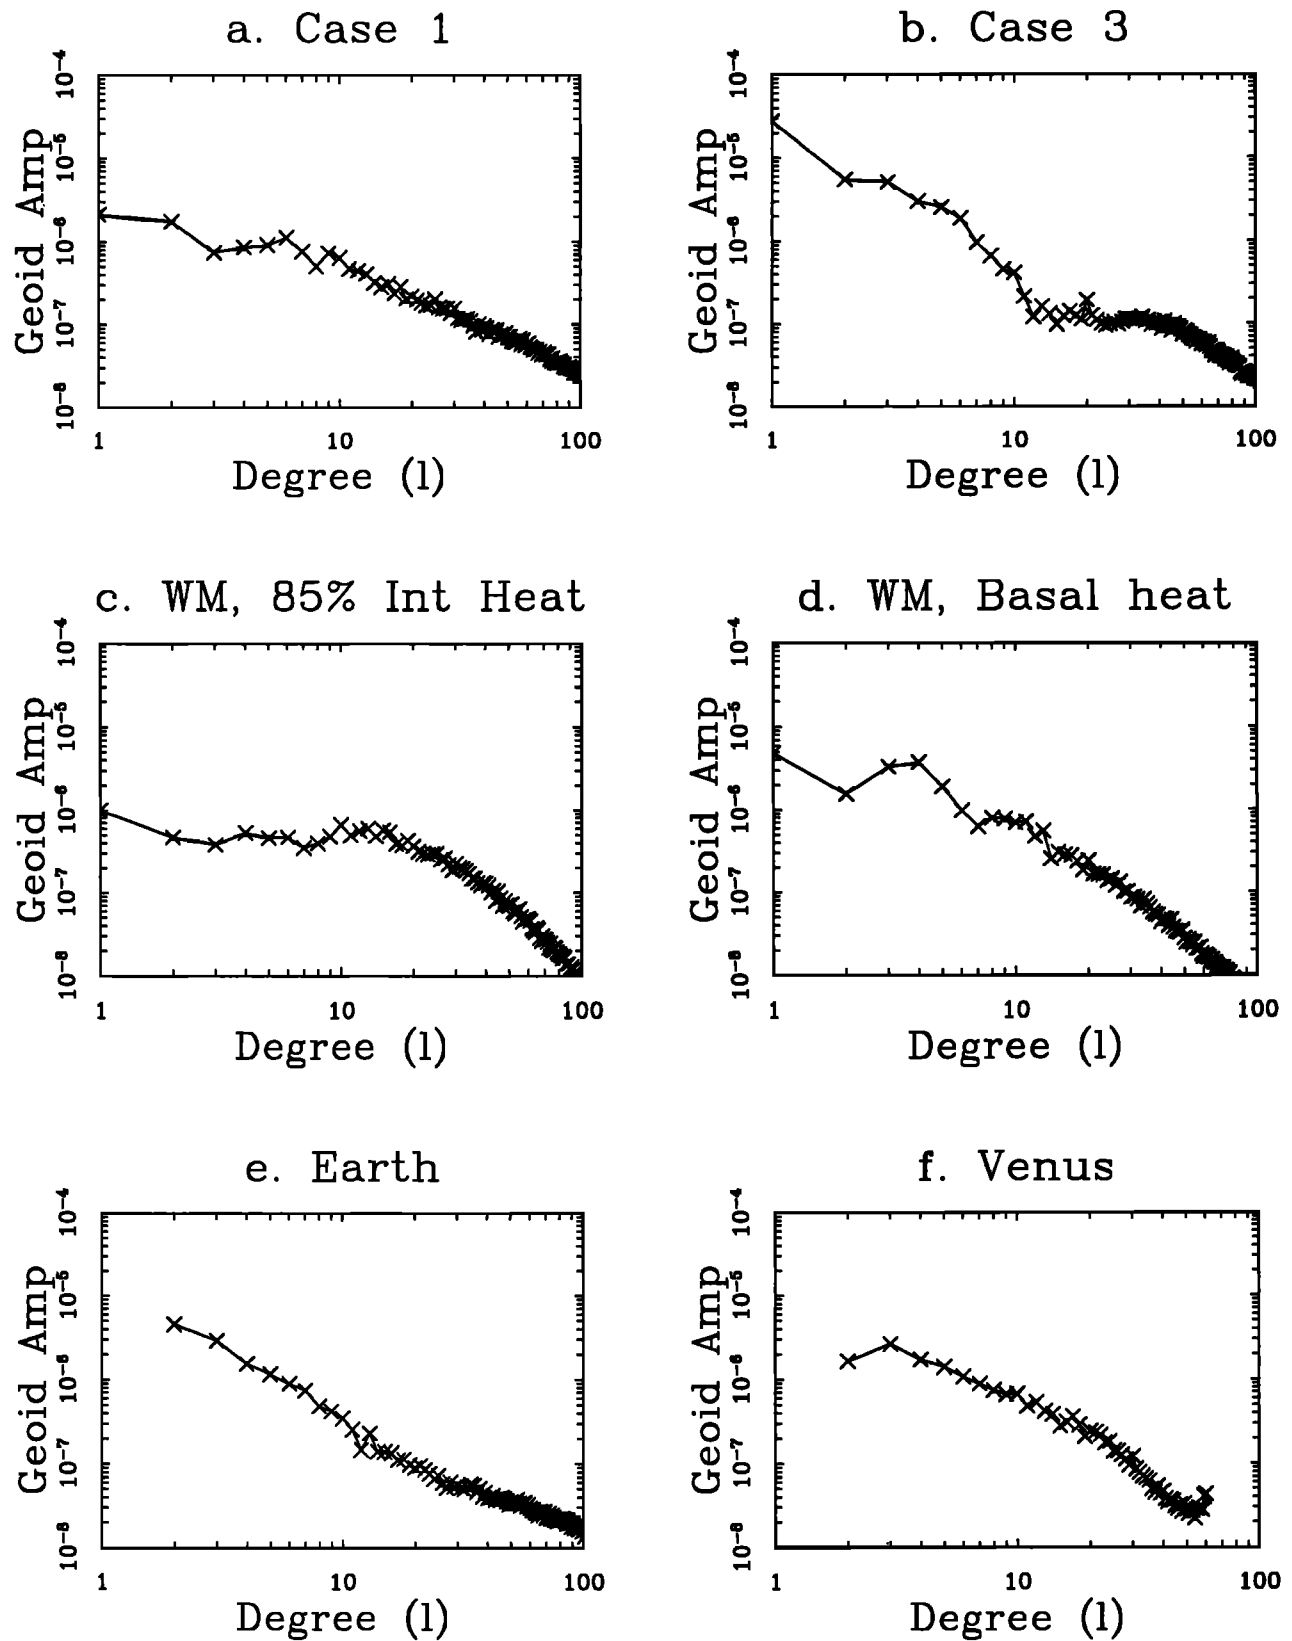 a. Case 1
Geoid Amp
10-4
10-5
10-6
10-7
10-8
1
10
100
Degree (l)
b. Case 3
Geoid Amp
10-4
10-5
10-6
10-7
10-8
1
10
100
Degree (l)
c. WM, 85% Int Heat
Geoid Amp
10-4
10-5
10-6
10-7
10-8
1
10
100
Degree (l)
d. WM, Basal heat
Geoid Amp
10-4
10-5
10-6
10-7
10-8
1
10
100
Degree (l)
e. Earth
Geoid Amp
10-4
10-5
10-6
10-7
10-8
1
10
100
Degree (l)
f. Venus
Geoid Amp
10-4
10-5
10-6
10-7
10-8
1
10
100
Degree (l)